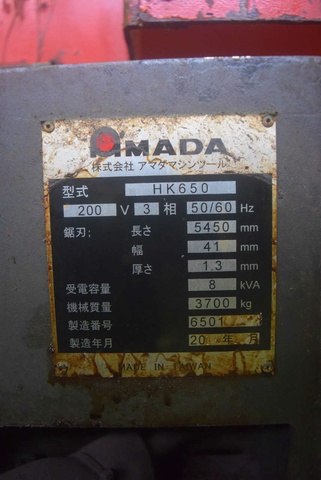 AMADA
株式会社 アマダマシンツール
型式 HK650
200 V 3 相 50/60 Hz
鋸刃: 長さ 5450 mm
幅 41 mm
厚さ 1.3 mm
受電容量 8 kVA
機械質量 3700 kg
製造番号 6501
製造年月 20 年 月
MADE IN TAIWAN